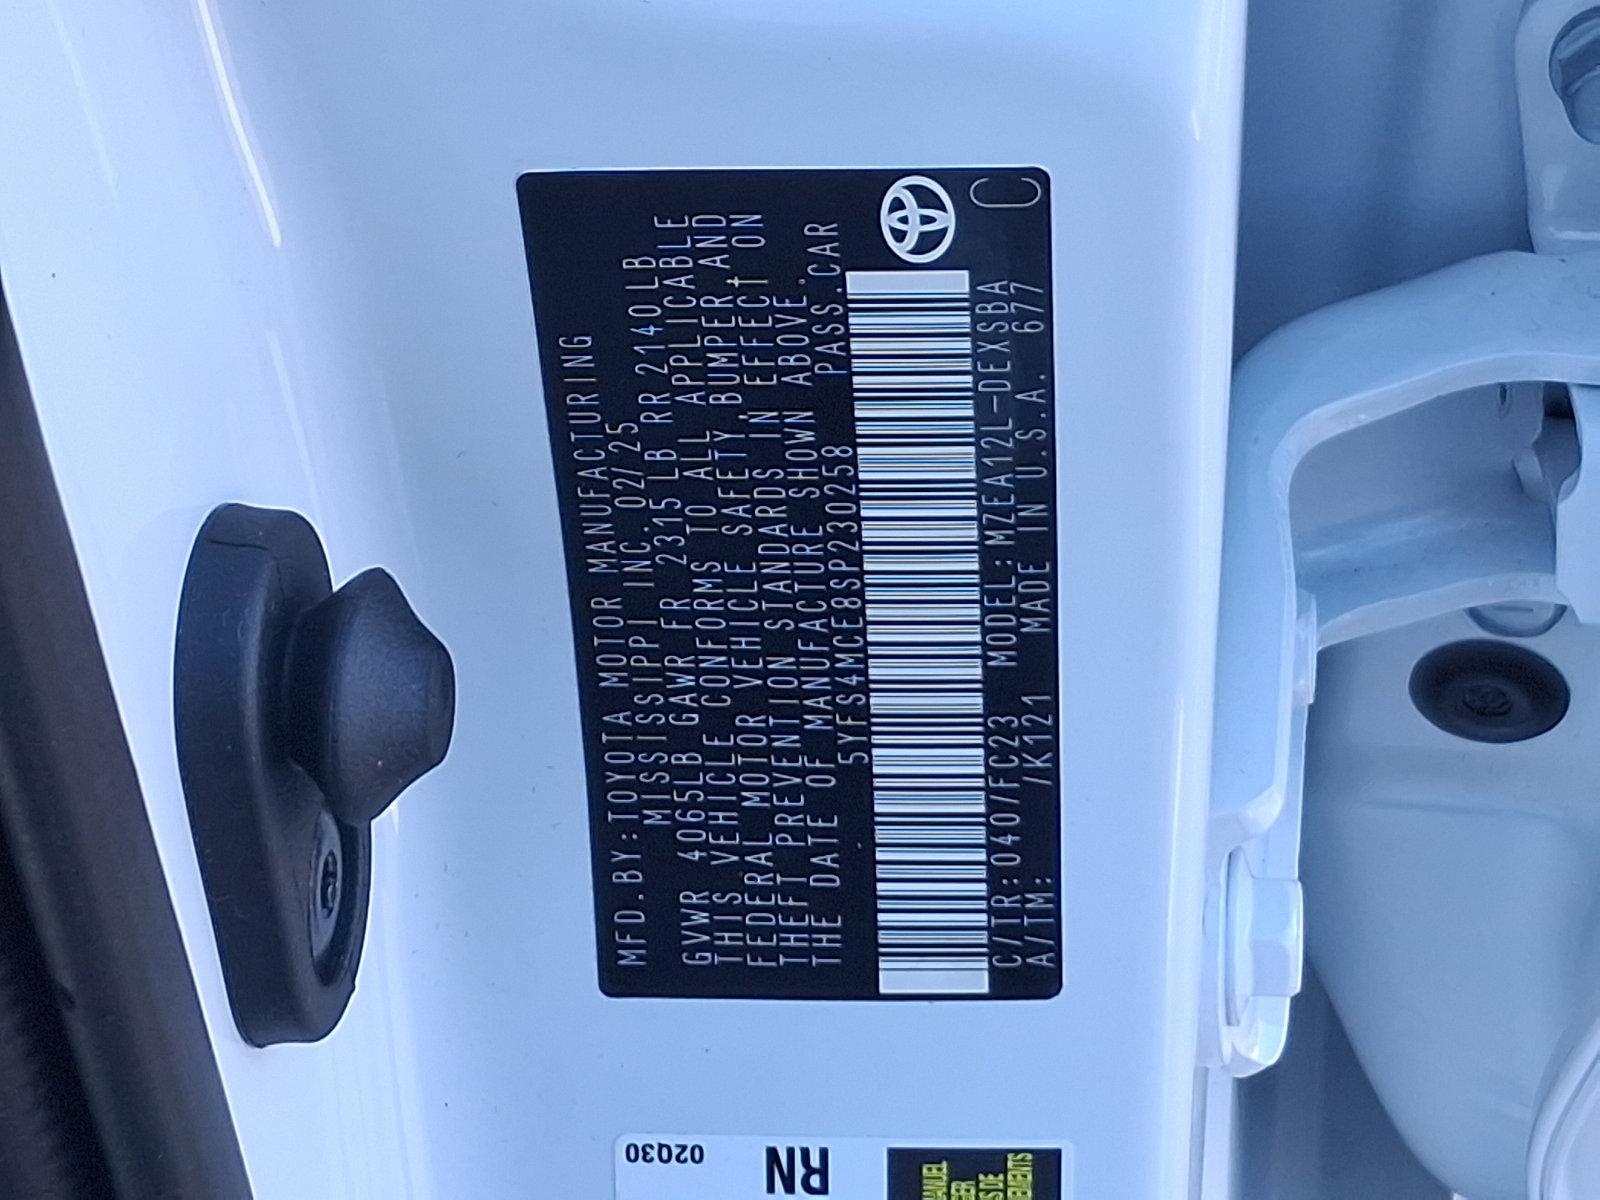 MFD.BY:TOYOTA MOTOR MANUFACTURING
MISSISSIPPI INC. 02/25
GVWR 4065LB GAWR FR 2315 LB RR 2140LB
THIS VEHICLE CONFORMS TO ALL APPLICABLE
FEDERAL MOTOR VEHICLE SAFETY, BUMPER AND
THEFT PREVENTION STANDARDS IN EFFECT ON
THE DATE OF MANUFACTURE SHOWN ABOVE.
5YFS4MCE8SP230258 PASS.CAR
C/TR:040/FC23 MODEL:MZEA12L-DEXSBA
A/TM: /K121 MADE IN U.S.A. 677
C
02Q30
RN